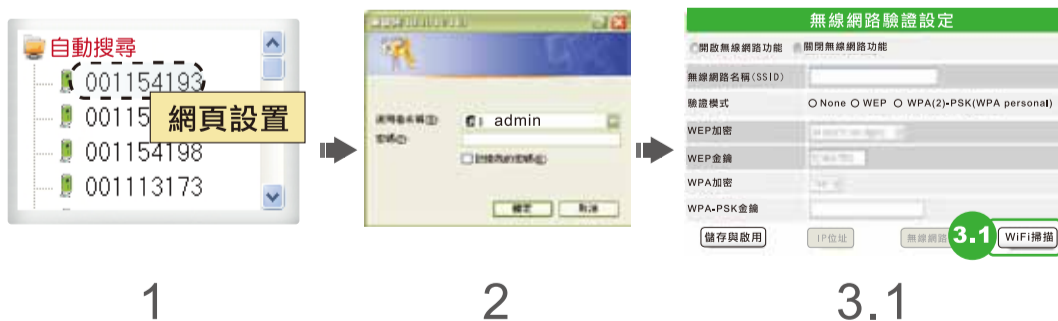 自動搜尋
001154193
00115
網頁設置
001154198
001113173
admin
無線網路驗證設定
開啟無線網路功能 關閉無線網路功能
無線網路名稱(SSID)
驗證模式 None WEP WPA(2)-PSK(WPA personal)
WEP加密
WEP金鑰
WPA加密
WPA-PSK金鑰
儲存與啟用 IP位址 無線網路 3.1 WiFi掃描
1 2 3.1